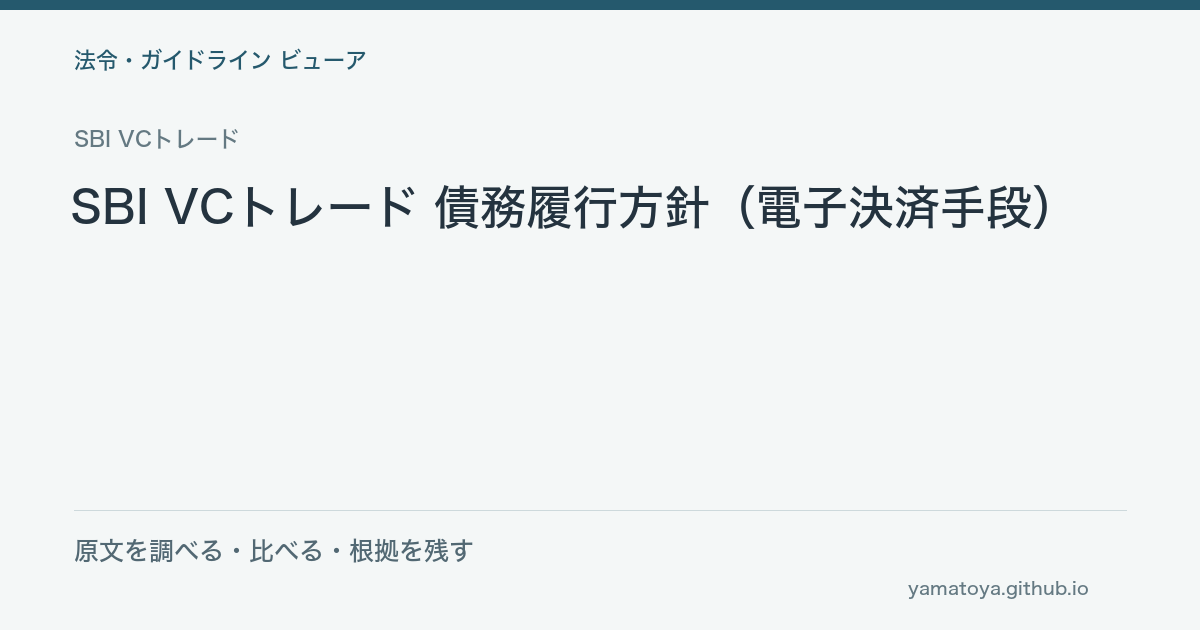 法令・ガイドライン ビューア
SBI VCトレード
SBI VCトレード 債務履行方針（電子決済手段）
原文を調べる・比べる・根拠を残す
yamatoya.github.io